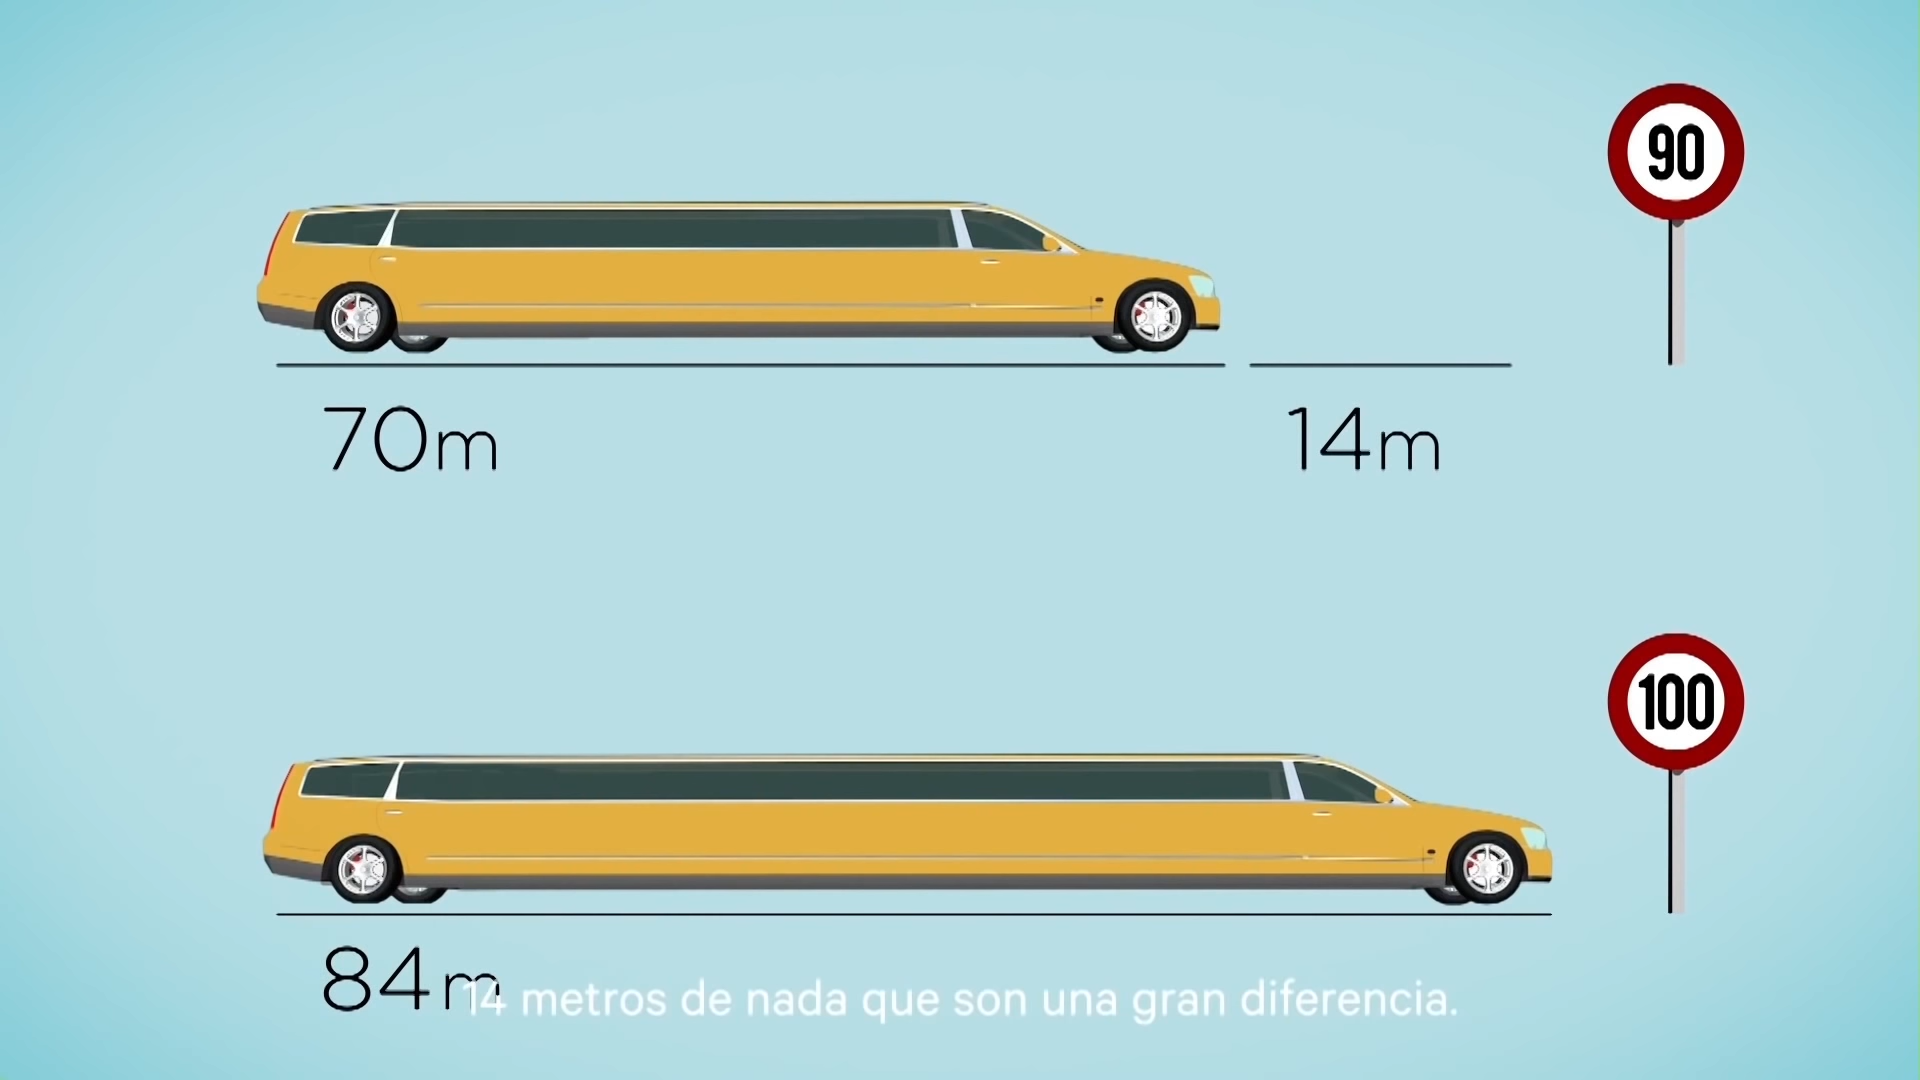 90
70m
14m
100
84m
14 metros de nada que son una gran diferencia.